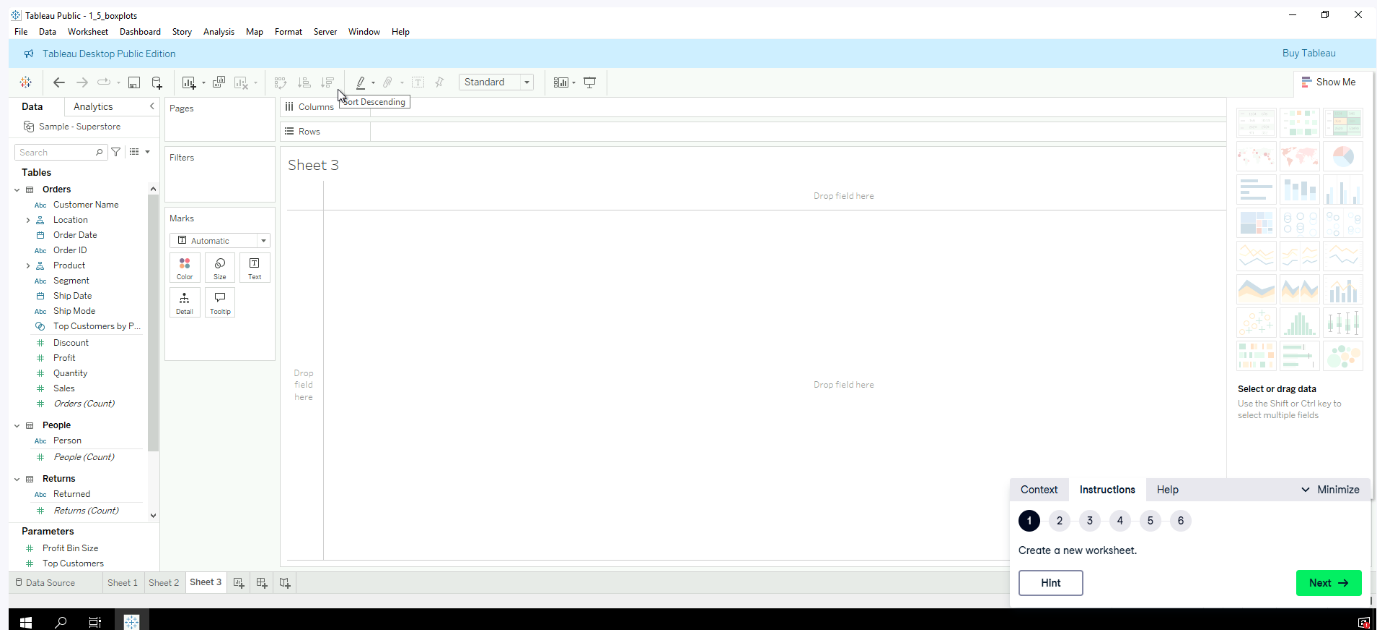 Tableau Public - 1_5_boxplots
File Data Worksheet Dashboard Story Analysis Map Format Server Window Help
Tableau Desktop Public Edition
Buy Tableau
Standard
Show Me
Sort Descending
Data
Analytics
Sample - Superstore
Search
Tables
Orders
Abc Customer Name
Location
Order Date
Abc Order ID
Product
Abc Segment
Ship Date
Abc Ship Mode
Top Customers by P...
# Discount
# Profit
# Quantity
# Sales
# Orders (Count)
People
Abc Person
# People (Count)
Returns
Abc Returned
# Returns (Count)
Parameters
# Profit Bin Size
# Top Customers
Pages
Filters
Marks
T Automatic
Color
Size
T
Text
Detail
Tooltip
Columns
Rows
Sheet 3
Drop field here
Drop
field
here
Drop field here
Select or drag data
Use the Shift or Ctrl key to
select multiple fields
Context
Instructions
Help
Minimize
1 2 3 4 5 6
Create a new worksheet.
Hint
Next →
Data Source
Sheet 1
Sheet 2
Sheet 3